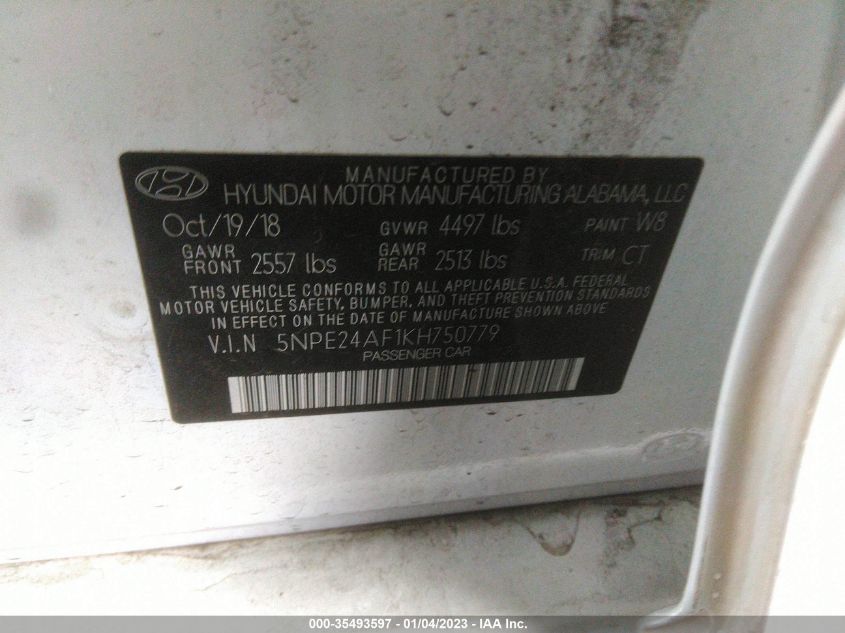 MANUFACTURED BY
HYUNDAI MOTOR MANUFACTURING ALABAMA, LLC
Oct/19/18 GVWR 4497 lbs PAINT W8
GAWR FRONT 2557 lbs GAWR REAR 2513 lbs TRIM CT
THIS VEHICLE CONFORMS TO ALL APPLICABLE U.S.A. FEDERAL
MOTOR VEHICLE SAFETY, BUMPER, AND THEFT PREVENTION STANDARDS
IN EFFECT ON THE DATE OF MANUFACTURE SHOWN ABOVE
V.I.N 5NPE24AF1KH750779
PASSENGER CAR
000-35493597 - 01/04/2023 - IAA Inc.